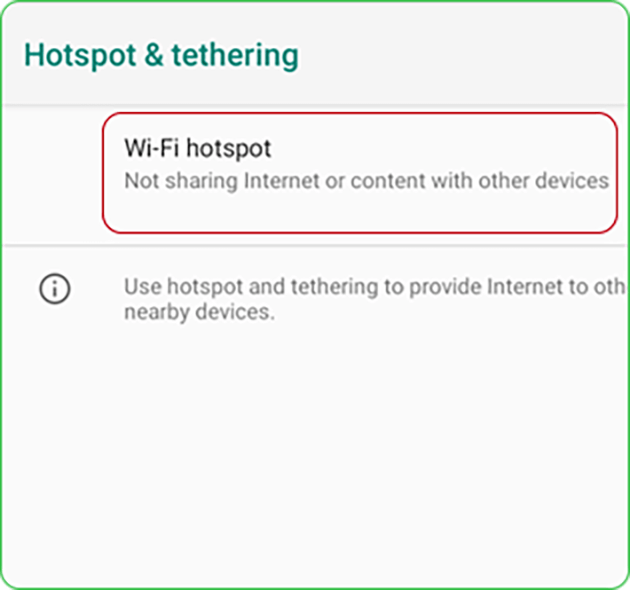 Hotspot & tethering
Wi-Fi hotspot
Not sharing Internet or content with other devices
Use hotspot and tethering to provide Internet to oth
nearby devices.